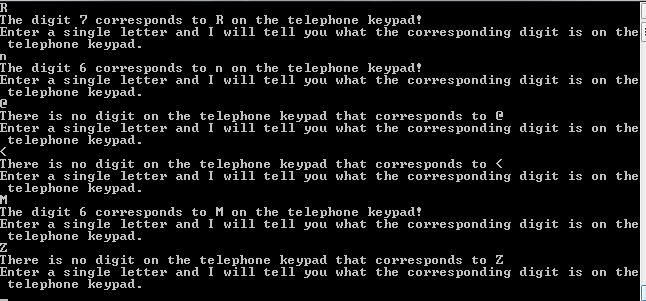 R
The digit 7 corresponds to R on the telephone keypad!
Enter a single letter and I will tell you what the corresponding digit is on the
 telephone keypad.
n
The digit 6 corresponds to n on the telephone keypad!
Enter a single letter and I will tell you what the corresponding digit is on the
 telephone keypad.
@
There is no digit on the telephone keypad that corresponds to @
Enter a single letter and I will tell you what the corresponding digit is on the
 telephone keypad.
<
There is no digit on the telephone keypad that corresponds to <
Enter a single letter and I will tell you what the corresponding digit is on the
 telephone keypad.
M
The digit 6 corresponds to M on the telephone keypad!
Enter a single letter and I will tell you what the corresponding digit is on the
 telephone keypad.
Z
There is no digit on the telephone keypad that corresponds to Z
Enter a single letter and I will tell you what the corresponding digit is on the
 telephone keypad.